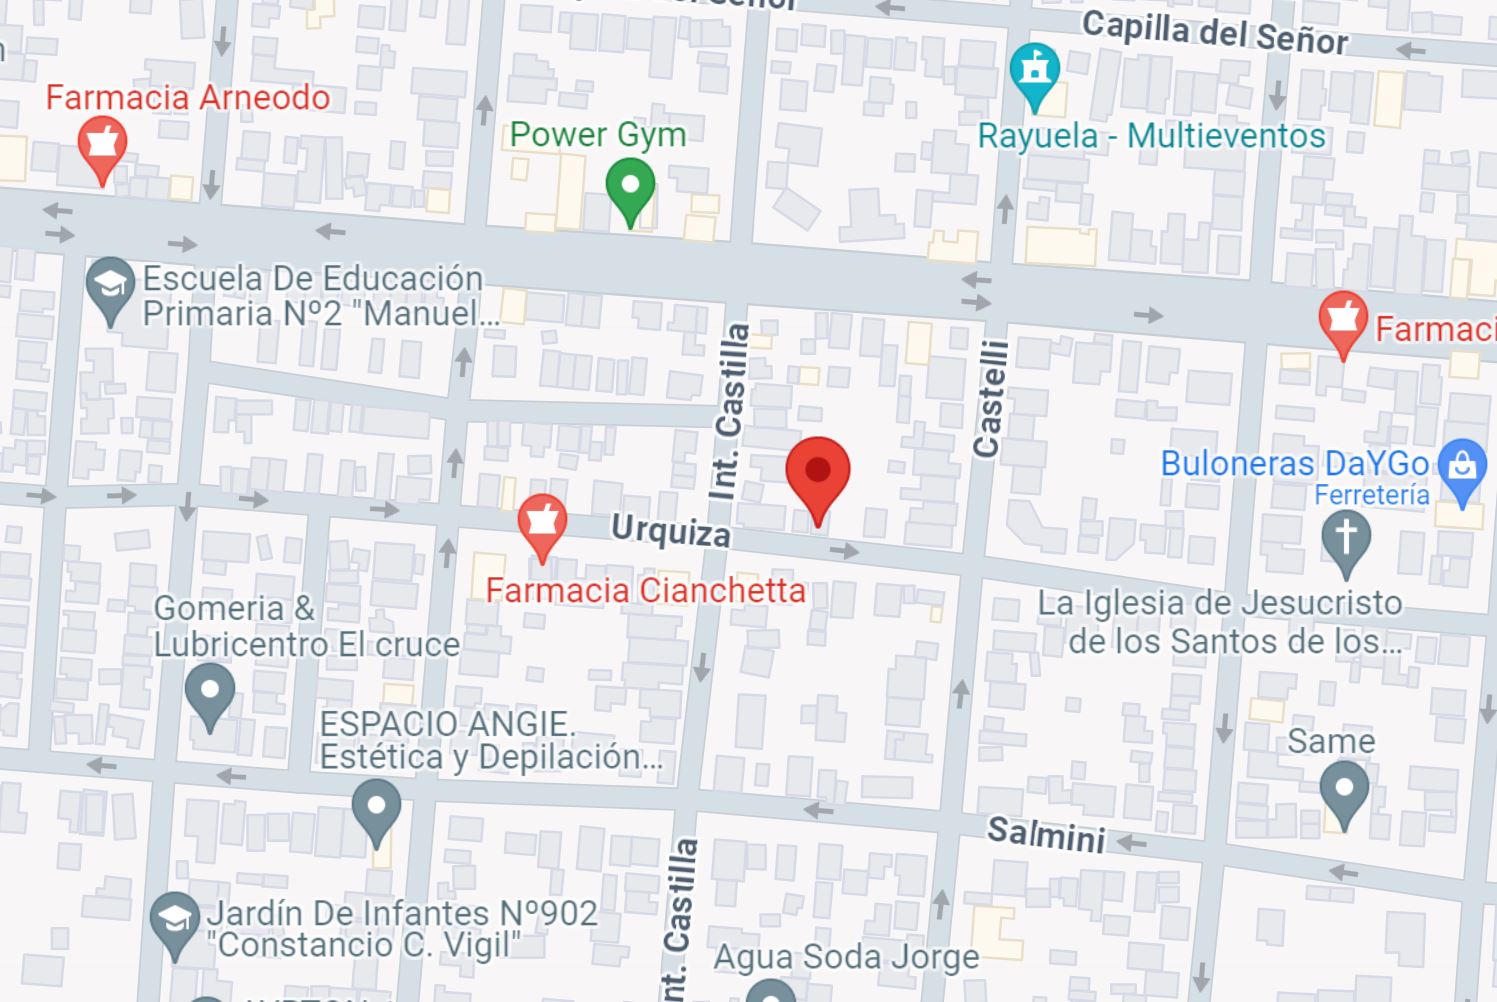 Capilla del Señor
Farmacia Arneodo
Power Gym
Rayuela - Multieventos
Escuela De Educación
Primaria Nº2 "Manuel...
Int. Castilla
Castelli
Farmaci
Buloneras DaYGo
Ferretería
Urquiza
Farmacia Cianchetta
La Iglesia de Jesucristo
de los Santos de los...
Gomeria &
Lubricentro El cruce
ESPACIO ANGIE.
Estética y Depilación...
Same
Salmini
Int. Castilla
Jardín De Infantes Nº902
"Constancio C. Vigil"
Agua Soda Jorge